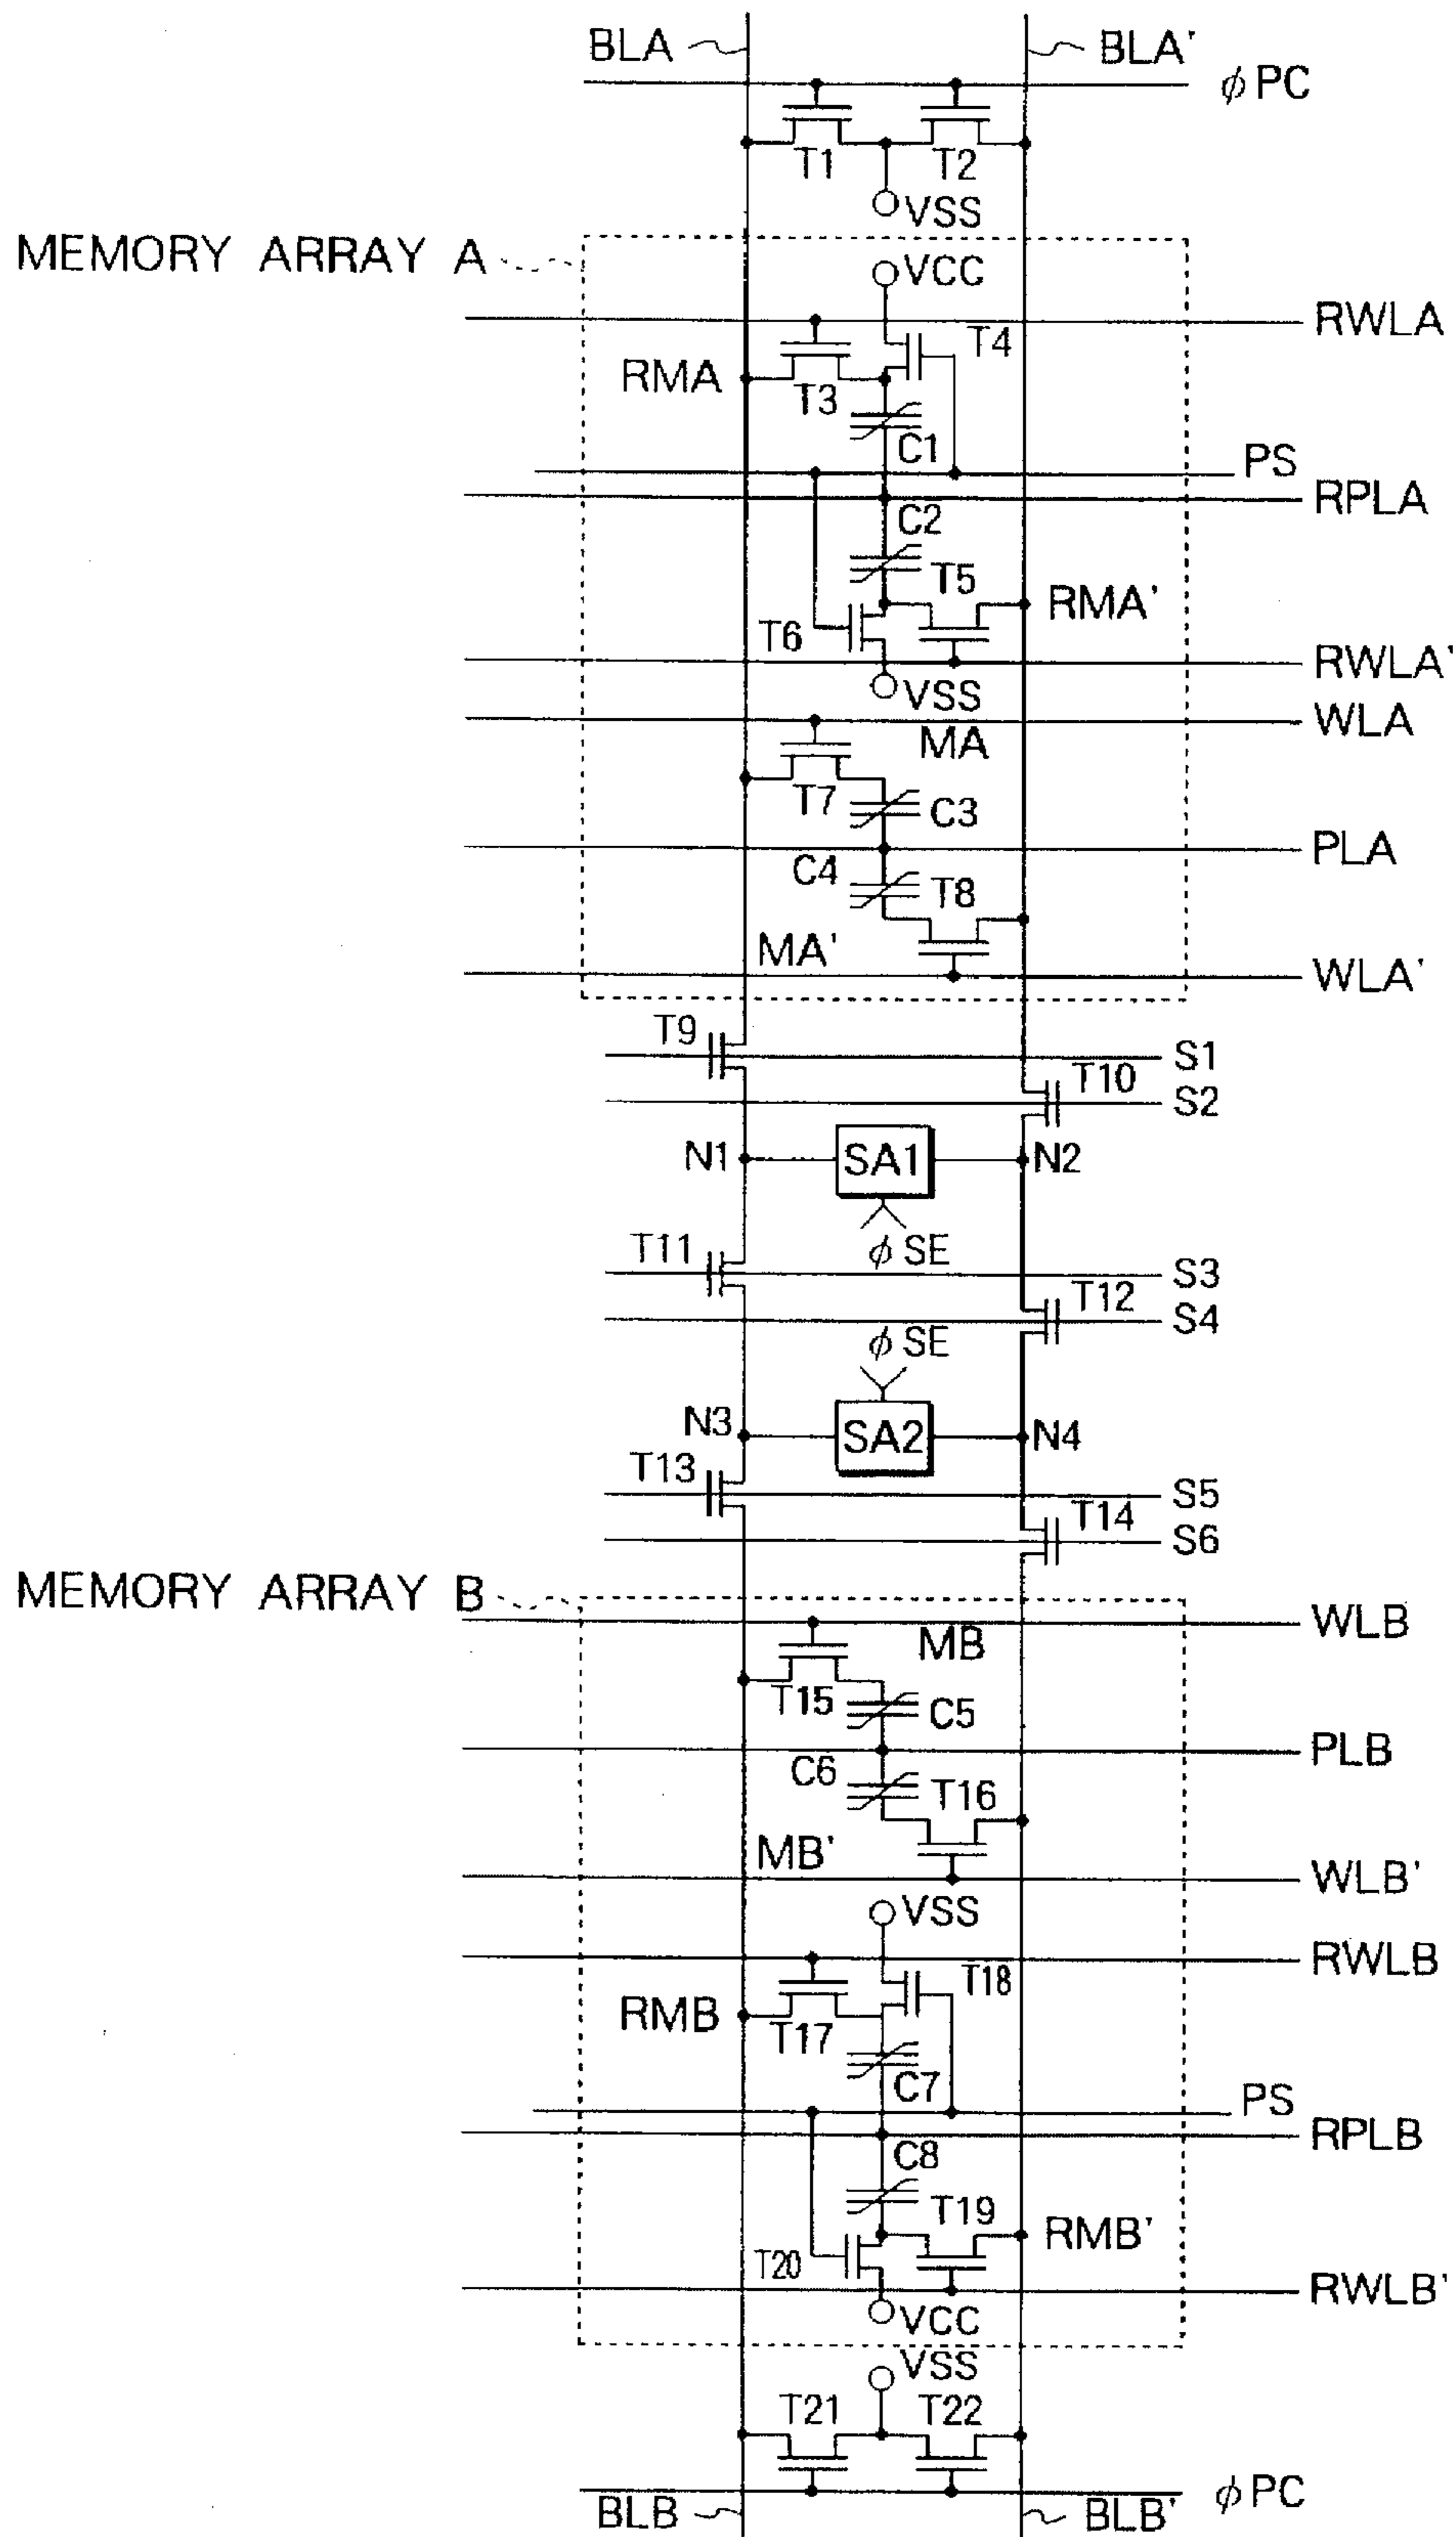 BLA
BLA'
φ PC
T1
T2
VSS
MEMORY ARRAY A
VCC
RWLA
T4
RMA
T3
C1
PS
RPLA
C2
T5
RMA'
T6
RWLA'
VSS
WLA
MA
T7
C3
PLA
C4
T8
MA'
WLA'
T9
S1
T10
S2
N1
SA1
N2
φ SE
T11
S3
T12
S4
φ SE
N3
SA2
N4
T13
S5
T14
S6
MEMORY ARRAY B
WLB
MB
T15
C5
PLB
C6
T16
MB'
WLB'
VSS
RWLB
T18
RMB
T17
C7
PS
RPLB
C8
T19
RMB'
T20
RWLB'
VCC
VSS
T21
T22
φ PC
BLB
BLB'